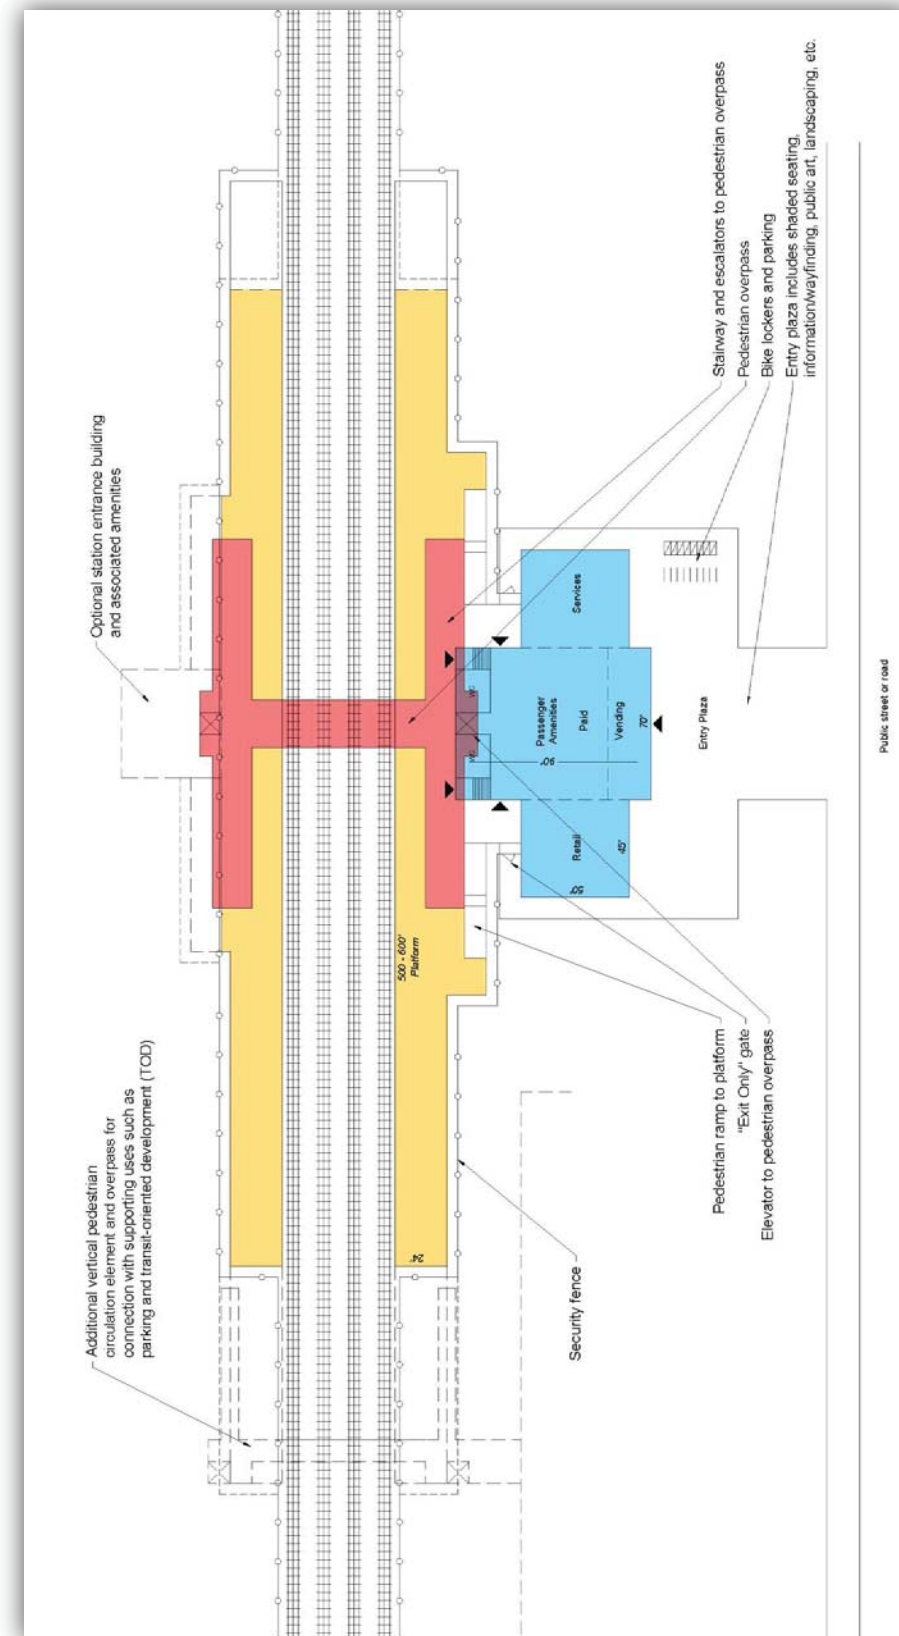 Additional vertical pedestrian
circulation element and overpass for
connection with supporting uses such as
parking and transit-oriented development (TOD)
Optional station entrance building
and associated amenities
24'
500 - 600'
Platform
WC
WC
Passenger
Amenities
Paid
90'
Vending
70'
Retail
50'
45'
Services
Entry Plaza
Stairway and escalators to pedestrian overpass
Pedestrian overpass
Bike lockers and parking
Entry plaza includes shaded seating,
information/wayfinding, public art, landscaping, etc.
Security fence
Pedestrian ramp to platform
"Exit Only" gate
Elevator to pedestrian overpass
Public street or road